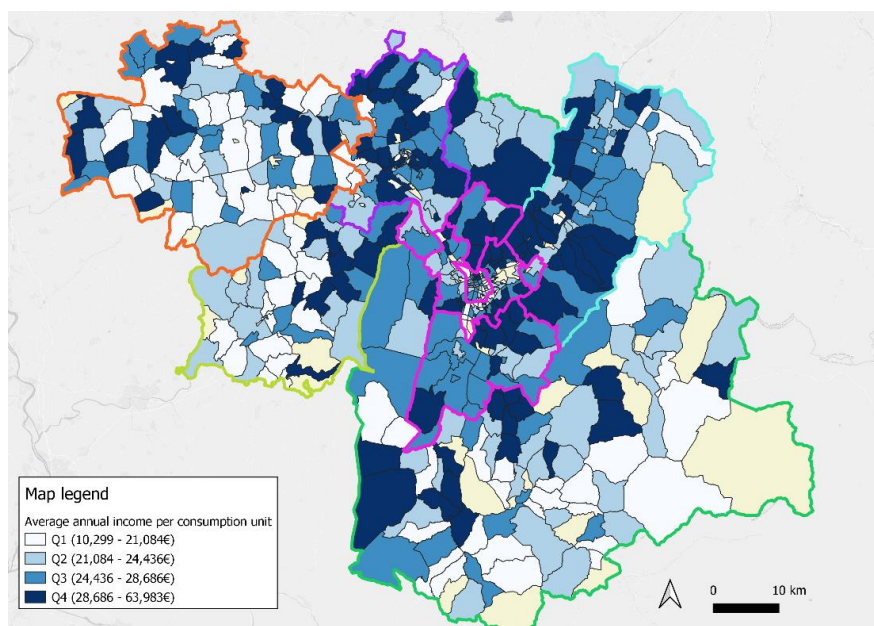 Map legend
Average annual income per consumption unit
Q1 (10,299 - 21,084€)
Q2 (21,084 - 24,436€)
Q3 (24,436 - 28,686€)
Q4 (28,686 - 63,983€)
0 10 km